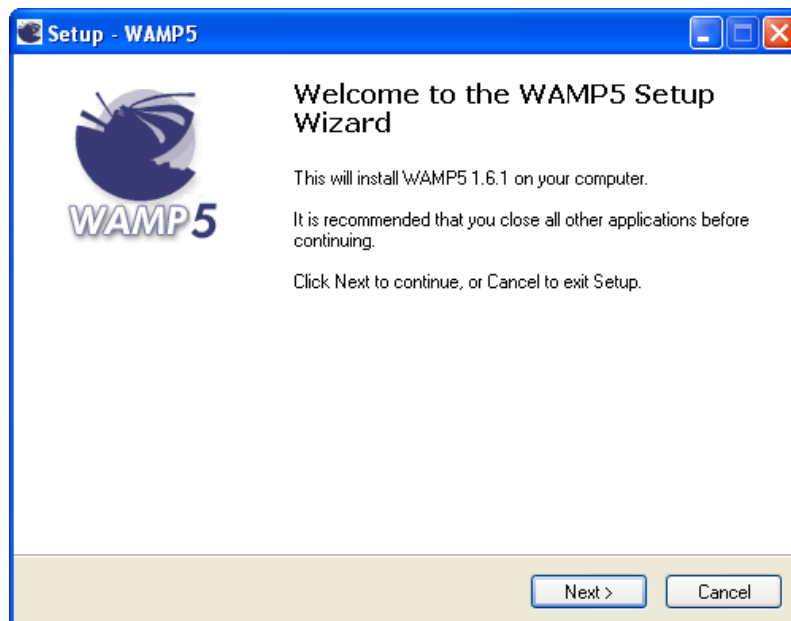 Setup - WAMP5
WAMP5
Welcome to the WAMP5 Setup
Wizard
This will install WAMP5 1.6.1 on your computer.
It is recommended that you close all other applications before
continuing.
Click Next to continue, or Cancel to exit Setup.
Next >
Cancel